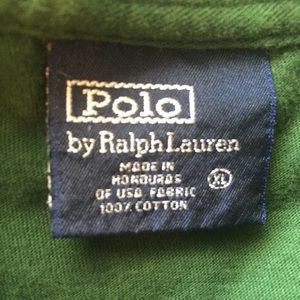 Polo
by Ralph Lauren
MADE IN
HONDURAS
OF USA FABRIC
100% COTTON
XL